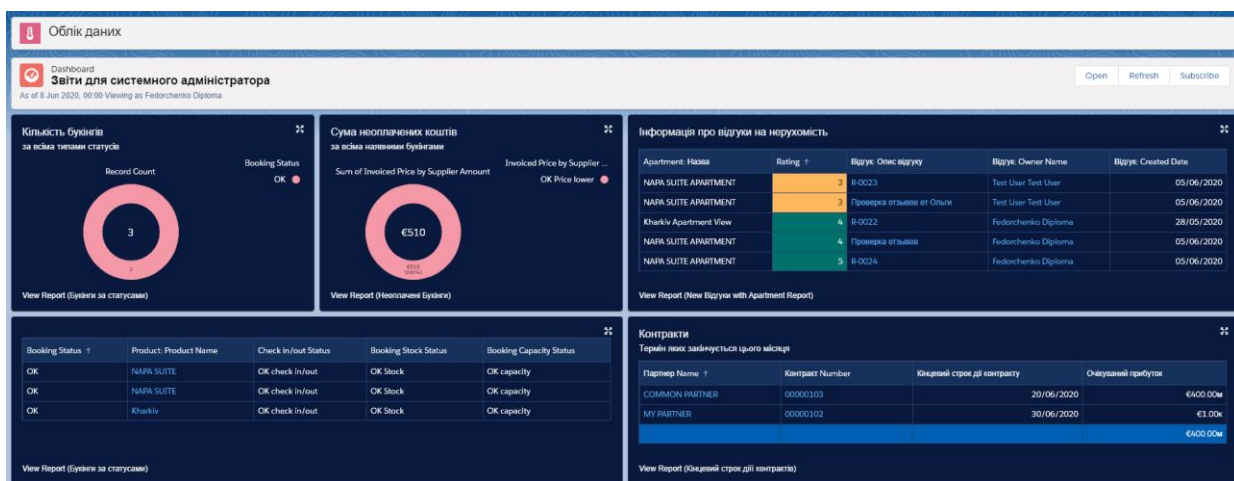 Облік даних
Dashboard
Звіти для системного адміністратора
As of 8 Jun 2020, 00:00 Viewing as Fedorchenko Diploma
Open Refresh Subscribe
Кількість букінгів
за всіма типами статусів
Record Count
Booking Status
OK
3
3
View Report (Букінги за статусами)
Сума неоплачених коштів
за всіма наявними букінгами
Sum of Invoiced Price by Supplier Amount
Invoiced Price by Supplier ...
OK Price lower
€510
€510
(100%)
View Report (Неоплачені Букінги)
Інформація про відгуки на нерухомість
Apartment: Назва Rating ↑ Відгук: Опис відгуку Відгук: Owner Name Відгук: Created Date
NAPA SUITE APARTMENT 3 R-0023 Test User Test User 05/06/2020
NAPA SUITE APARTMENT 3 Проверка отзывов от Ольги Test User Test User 05/06/2020
Kharkiv Apartment View 4 R-0022 Fedorchenko Diploma 28/05/2020
NAPA SUITE APARTMENT 4 Проверка отзывов Fedorchenko Diploma 05/06/2020
NAPA SUITE APARTMENT 5 R-0024 Fedorchenko Diploma 05/06/2020
View Report (New Відгуки with Apartment Report)
Booking Status ↑ Product: Product Name Check in/out Status Booking Stock Status Booking Capacity Status
OK NAPA SUITE OK check in/out OK Stock OK capacity
OK NAPA SUITE OK check in/out OK Stock OK capacity
OK Kharkiv OK check in/out OK Stock OK capacity
View Report (Букінги за статусами)
Контракти
Термін яких закінчується цього місяця
Партнер Name ↑ Контракт Number Кінцевий строк дії контракту Очікуваний прибуток
COMMON PARTNER 00000103 20/06/2020 €400.00м
MY PARTNER 00000102 30/06/2020 €1.00к
€400.00м
View Report (Кінцевий строк дії контрактів)